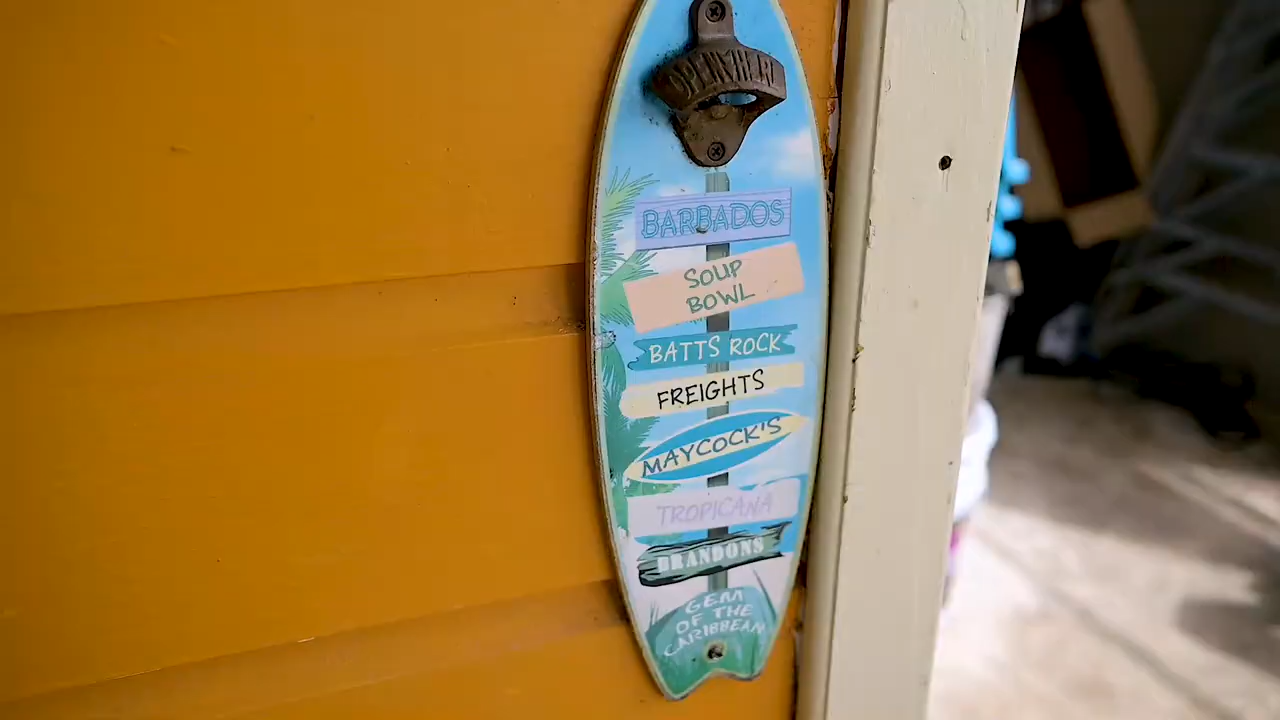 OPEN HERE
BARBADOS
SOUP
BOWL
BATTS ROCK
FREIGHTS
MAYCOCK'S
TROPICANA
BRANDONS
GEM
OF THE
CARIBBEAN